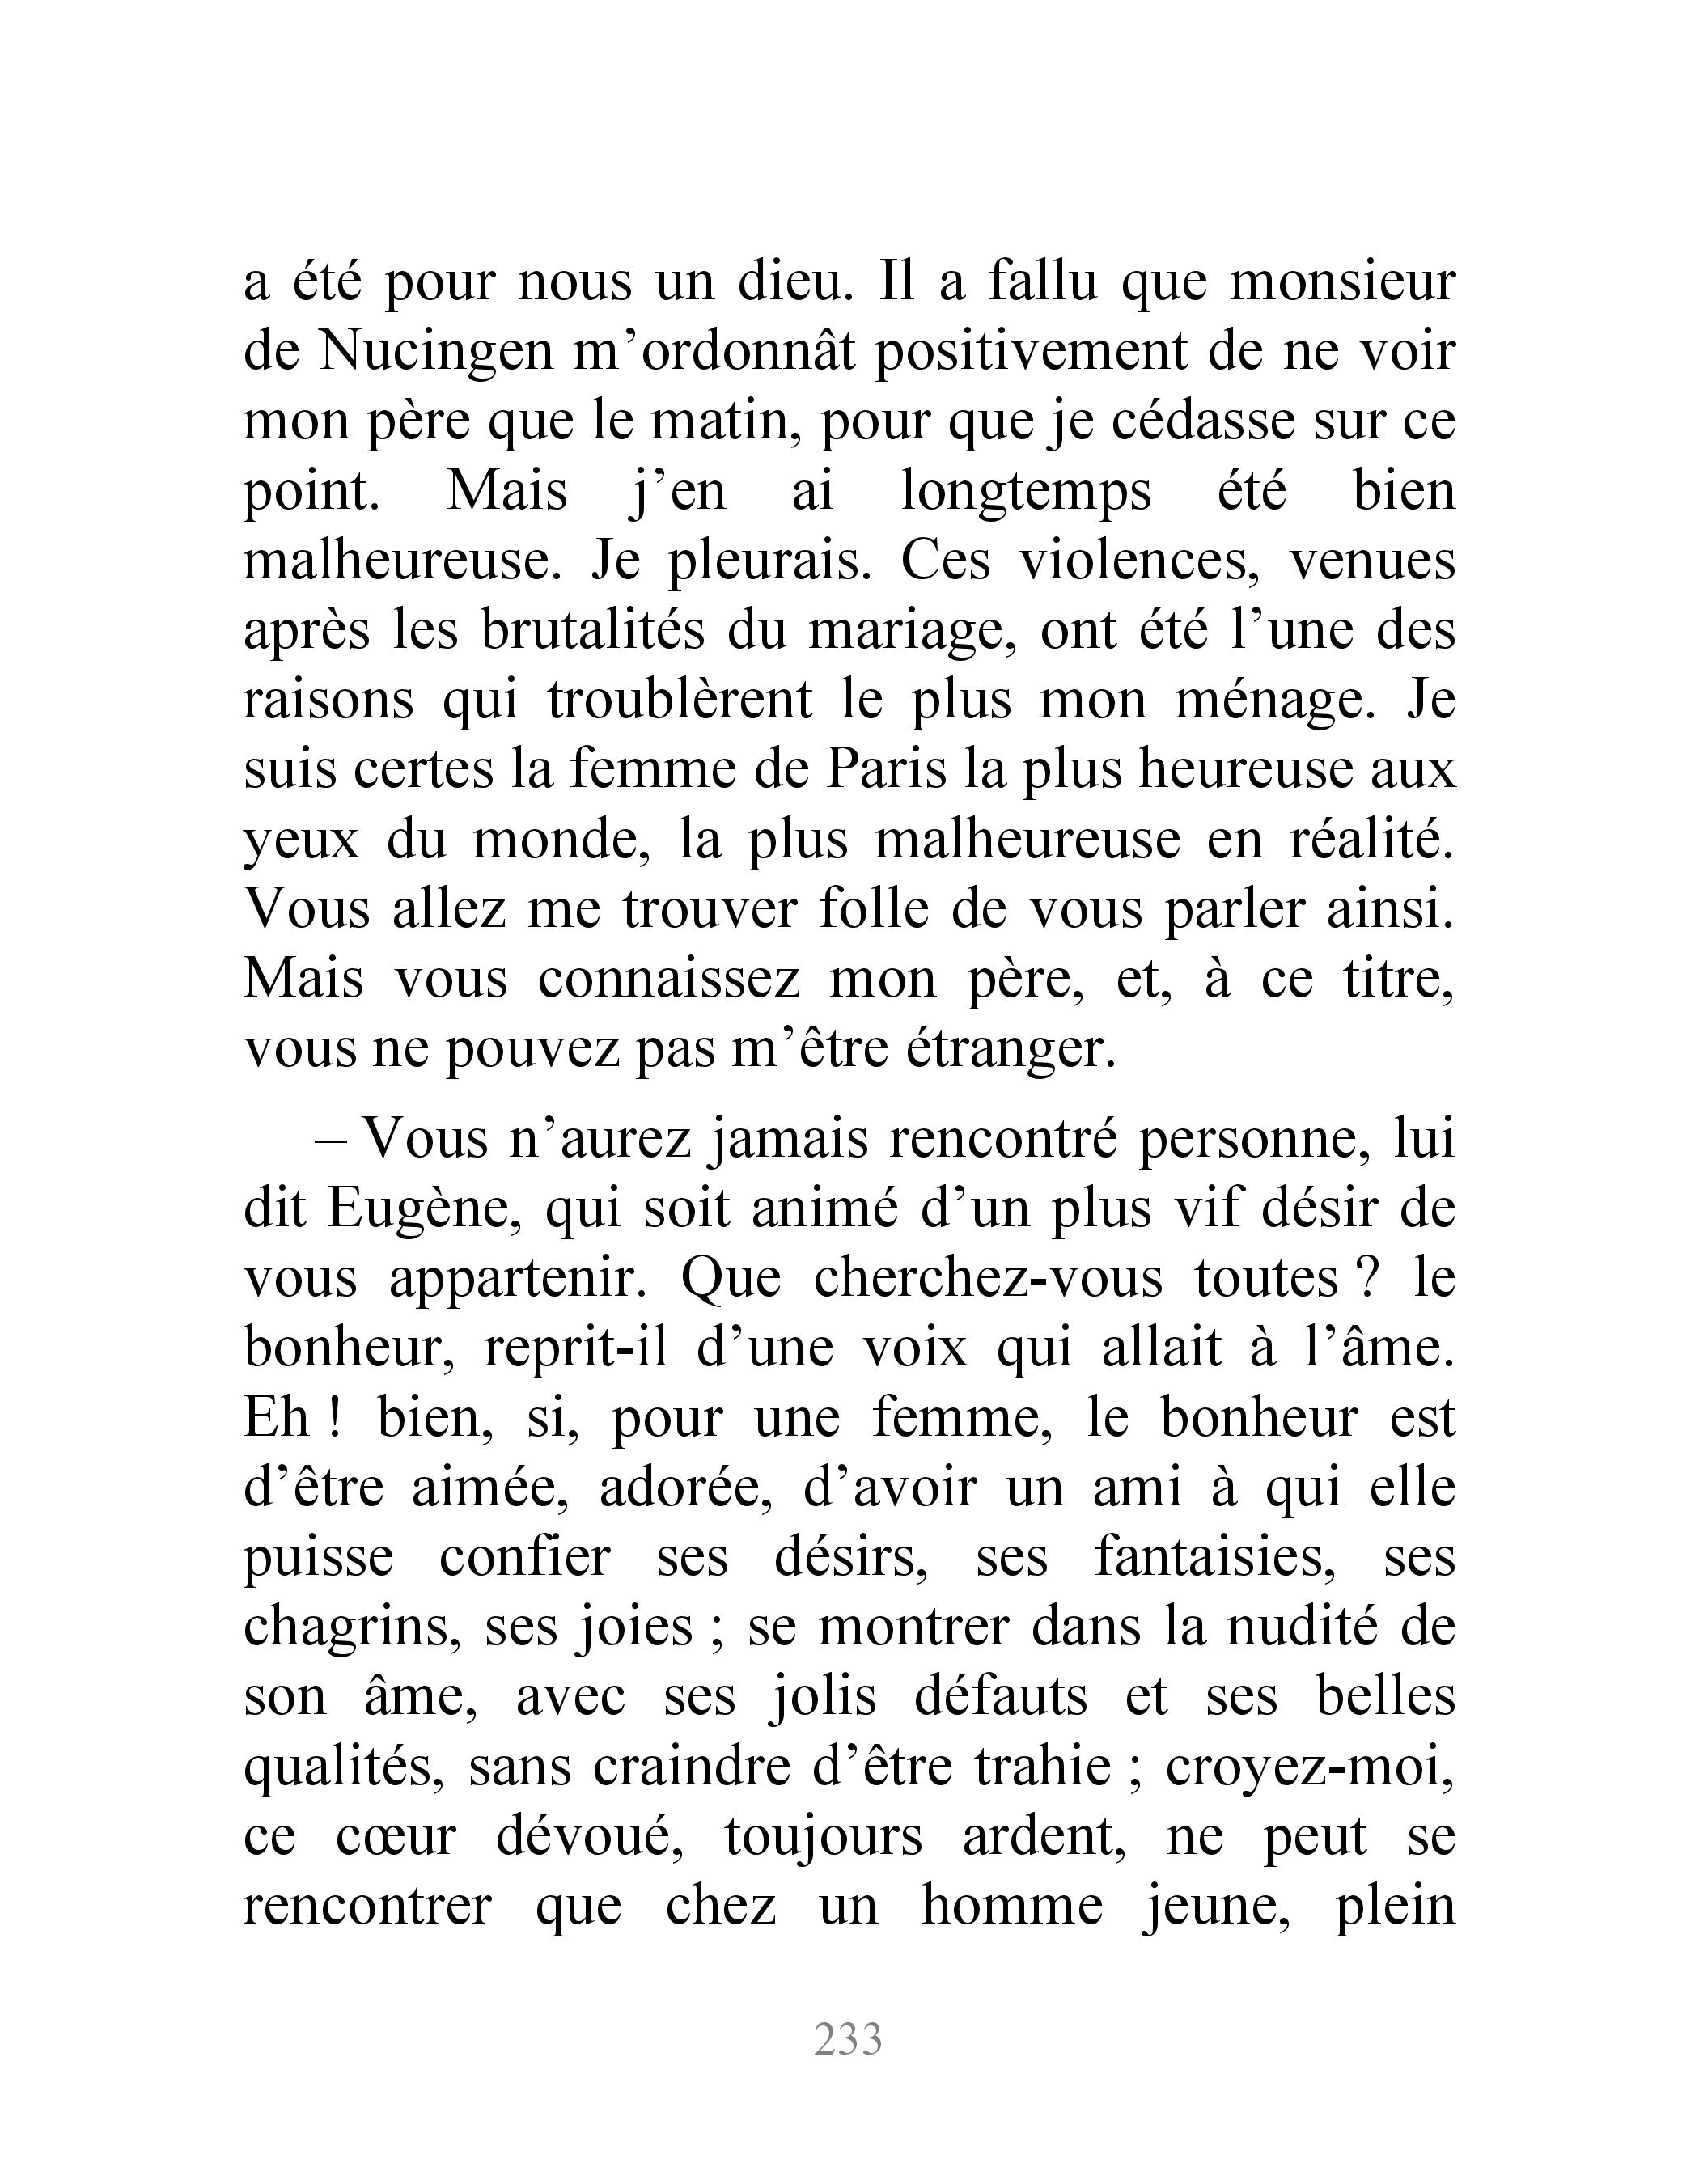 a été pour nous un dieu. Il a fallu que monsieur
de Nucingen m’ordonnât positivement de ne voir
mon père que le matin, pour que je cédasse sur ce
point. Mais j’en ai longtemps été bien
malheureuse. Je pleurais. Ces violences, venues
après les brutalités du mariage, ont été l’une des
raisons qui troublèrent le plus mon ménage. Je
suis certes la femme de Paris la plus heureuse aux
yeux du monde, la plus malheureuse en réalité.
Vous allez me trouver folle de vous parler ainsi.
Mais vous connaissez mon père, et, à ce titre,
vous ne pouvez pas m’être étranger.
– Vous n’aurez jamais rencontré personne, lui
dit Eugène, qui soit animé d’un plus vif désir de
vous appartenir. Que cherchez-vous toutes ? le
bonheur, reprit-il d’une voix qui allait à l’âme.
Eh ! bien, si, pour une femme, le bonheur est
d’être aimée, adorée, d’avoir un ami à qui elle
puisse confier ses désirs, ses fantaisies, ses
chagrins, ses joies ; se montrer dans la nudité de
son âme, avec ses jolis défauts et ses belles
qualités, sans craindre d’être trahie ; croyez-moi,
ce cœur dévoué, toujours ardent, ne peut se
rencontrer que chez un homme jeune, plein
233